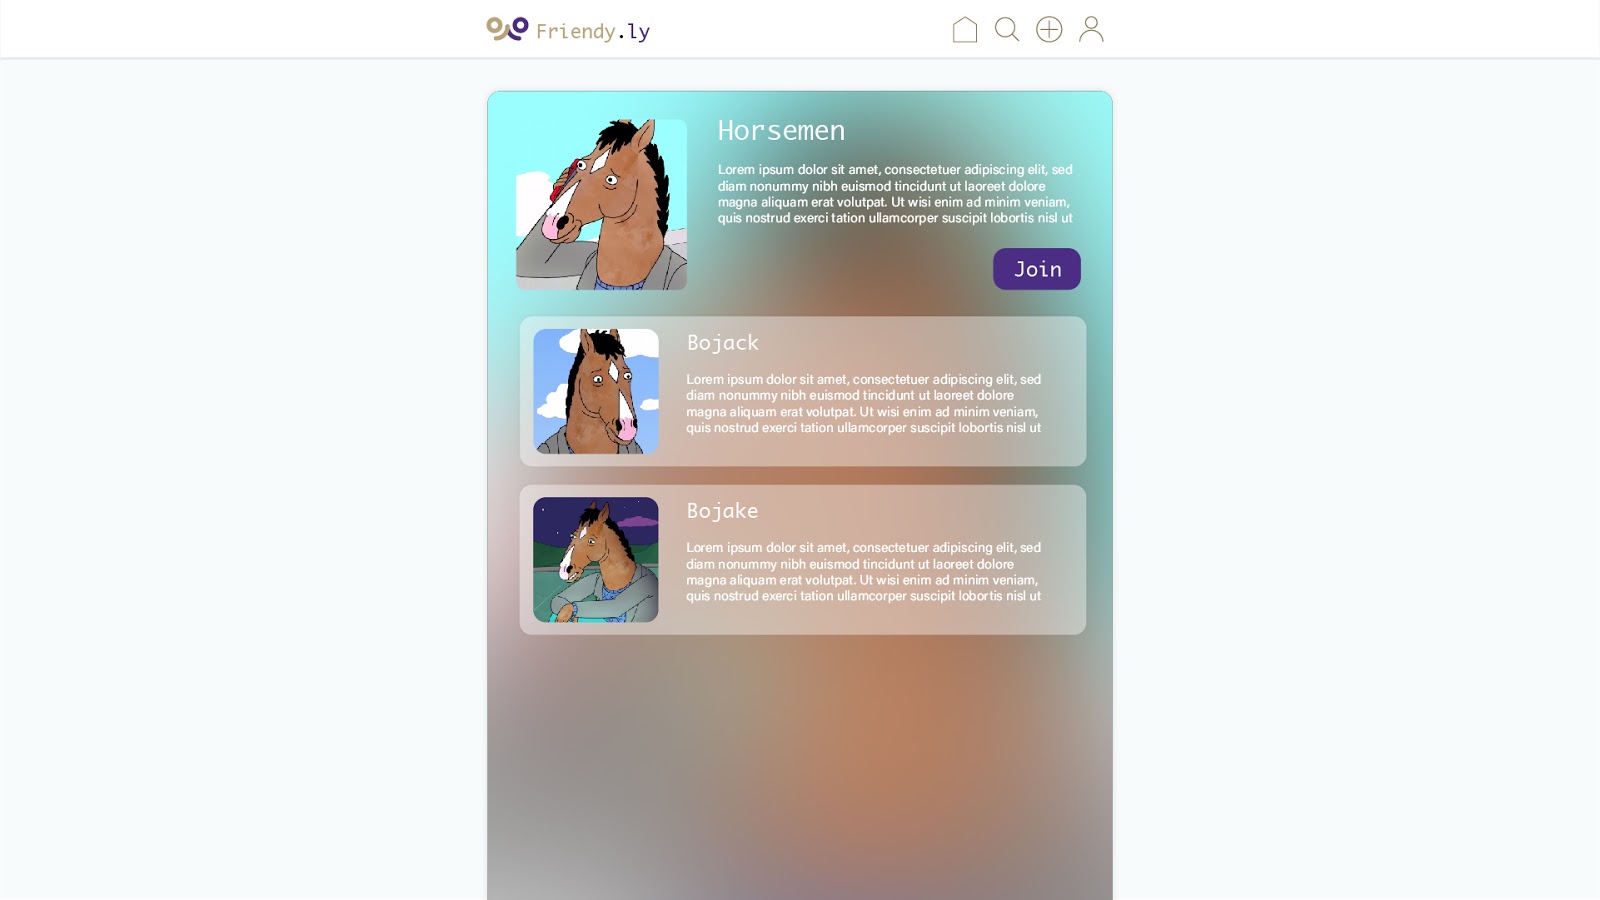 Friendy.ly
Horsemen
Lorem ipsum dolor sit amet, consectetuer adipiscing elit, sed
diam nonummy nibh euismod tincidunt ut laoreet dolore
magna aliquam erat volutpat. Ut wisi enim ad minim veniam,
quis nostrud exerci tation ullamcorper suscipit lobortis nisl ut
Join
Bojack
Lorem ipsum dolor sit amet, consectetuer adipiscing elit, sed
diam nonummy nibh euismod tincidunt ut laoreet dolore
magna aliquam erat volutpat. Ut wisi enim ad minim veniam,
quis nostrud exerci tation ullamcorper suscipit lobortis nisl ut
Bojake
Lorem ipsum dolor sit amet, consectetuer adipiscing elit, sed
diam nonummy nibh euismod tincidunt ut laoreet dolore
magna aliquam erat volutpat. Ut wisi enim ad minim veniam,
quis nostrud exerci tation ullamcorper suscipit lobortis nisl ut